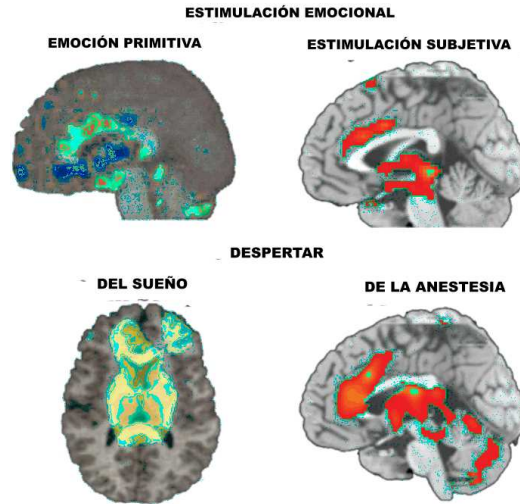 ESTIMULACIÓN EMOCIONAL
EMOCIÓN PRIMITIVA
ESTIMULACIÓN SUBJETIVA
DESPERTAR
DEL SUEÑO
DE LA ANESTESIA